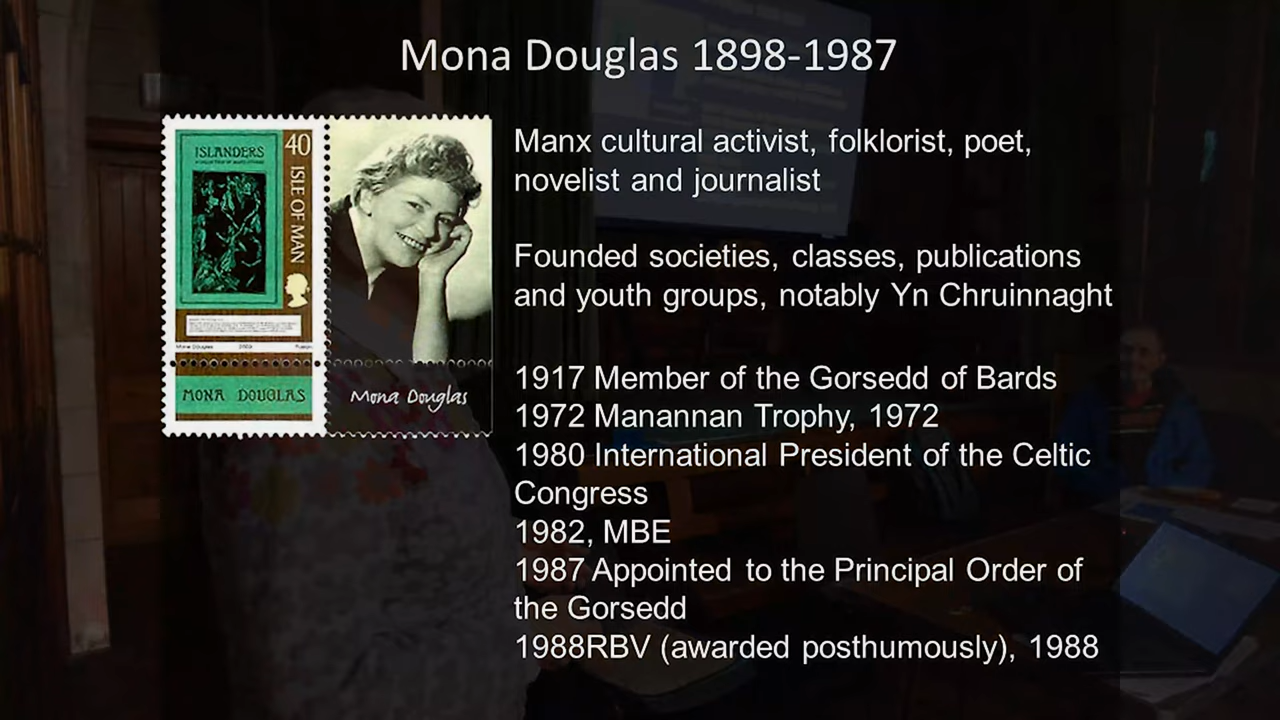 Mona Douglas 1898-1987
ISLANDERS
40
ISLE OF MAN
Mona Douglas
MONA DOUGLAS
Mona Douglas
Manx cultural activist, folklorist, poet,
novelist and journalist
Founded societies, classes, publications
and youth groups, notably Yn Chruinnaght
1917 Member of the Gorsedd of Bards
1972 Manannan Trophy, 1972
1980 International President of the Celtic
Congress
1982, MBE
1987 Appointed to the Principal Order of
the Gorsedd
1988RBV (awarded posthumously), 1988